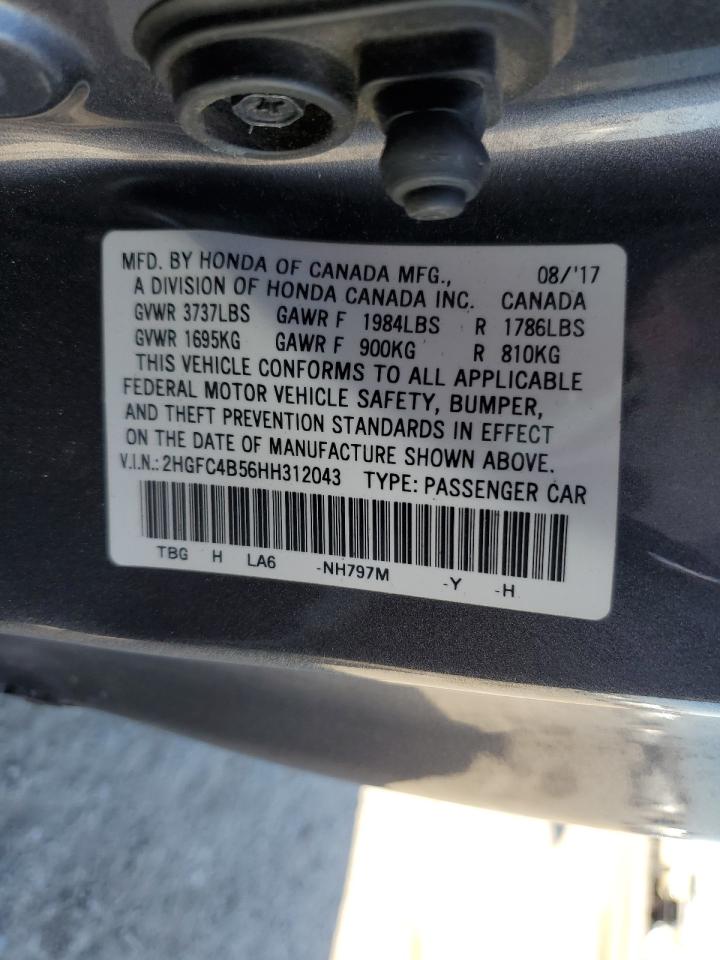 MFD. BY HONDA OF CANADA MFG., 08/'17
A DIVISION OF HONDA CANADA INC. CANADA
GVWR 3737LBS GAWR F 1984LBS R 1786LBS
GVWR 1695KG GAWR F 900KG R 810KG
THIS VEHICLE CONFORMS TO ALL APPLICABLE
FEDERAL MOTOR VEHICLE SAFETY, BUMPER,
AND THEFT PREVENTION STANDARDS IN EFFECT
ON THE DATE OF MANUFACTURE SHOWN ABOVE.
V.I.N.: 2HGFC4B56HH312043 TYPE: PASSENGER CAR
TBG H LA6 -NH797M -Y -H